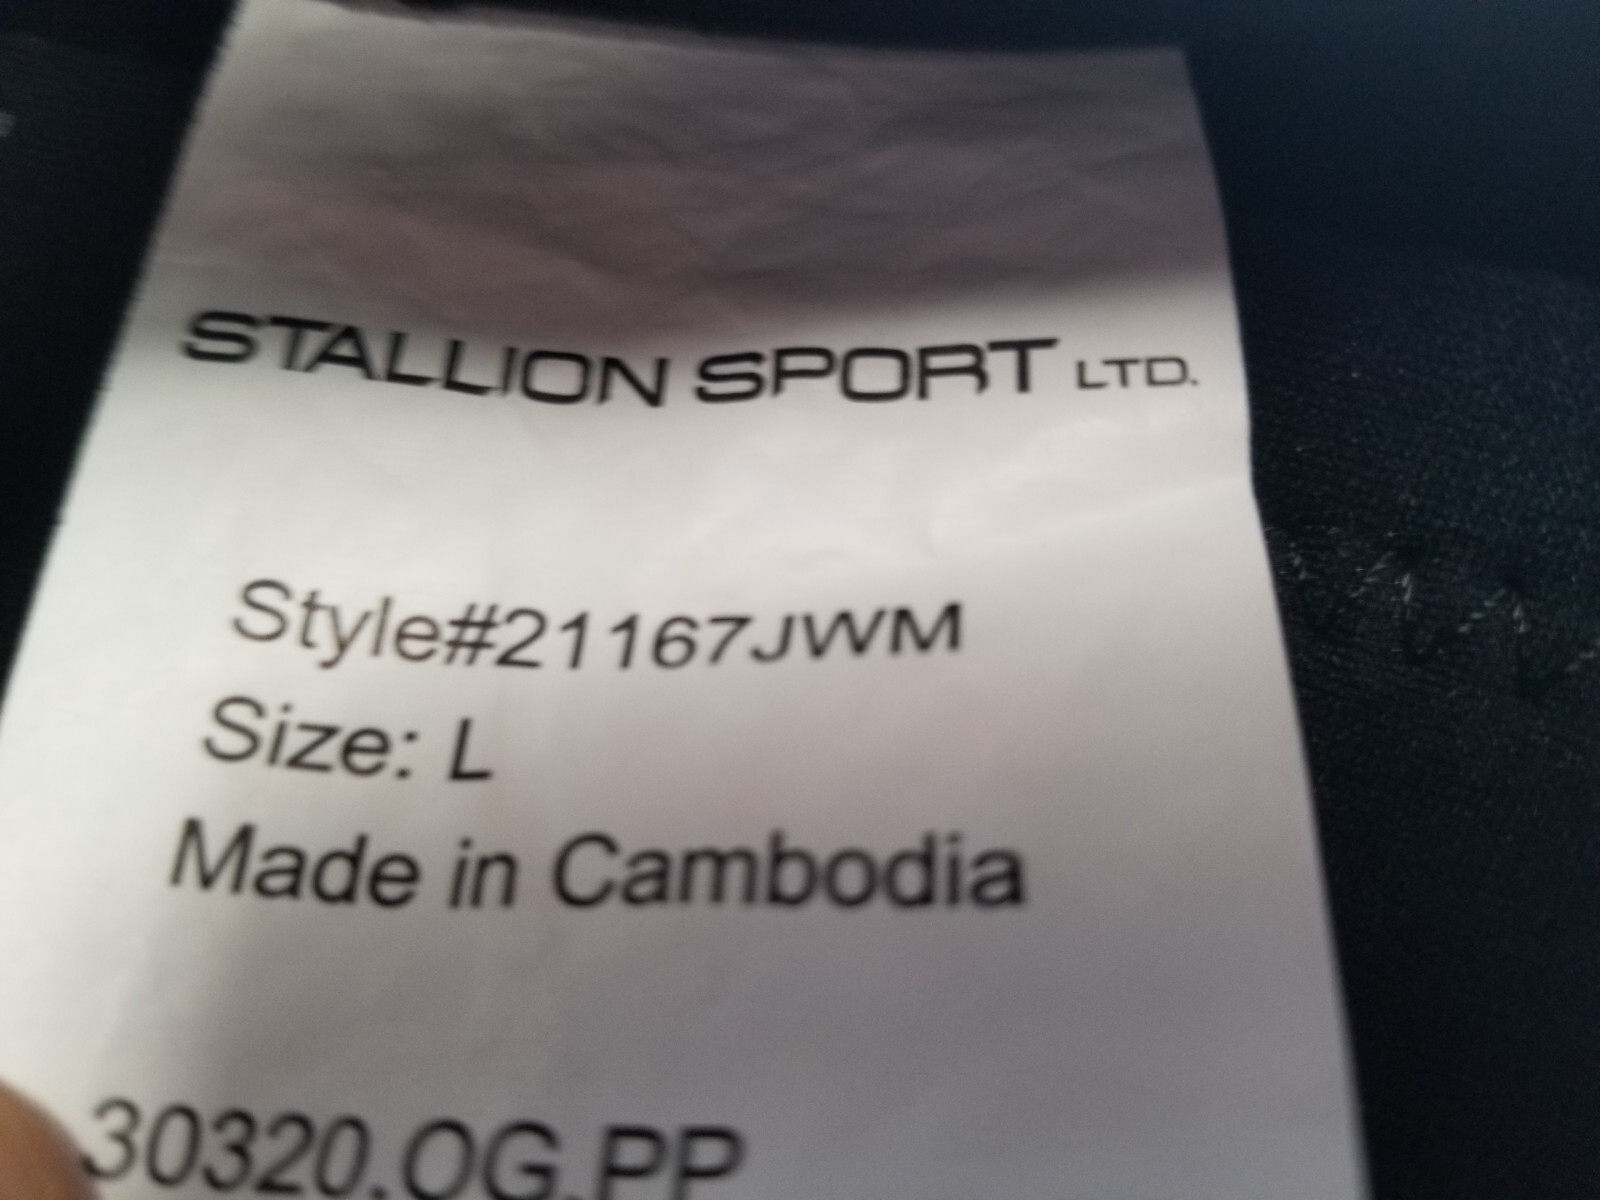 STALLION SPORT LTD.
Style#21167JWM
Size: L
Made in Cambodia
30320.OG.PP